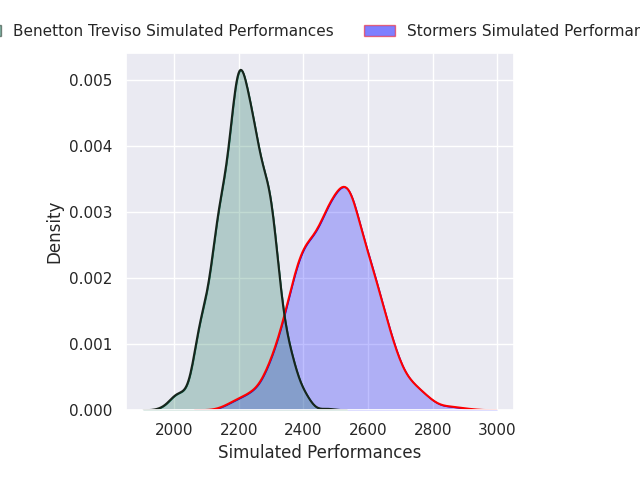 Benetton Treviso Simulated Performances
Stormers Simulated
0.005
0.004
0.003
0.002
0.001
0.000
Density
2000 2200 2400 2600 2800 3000
Simulated Performances